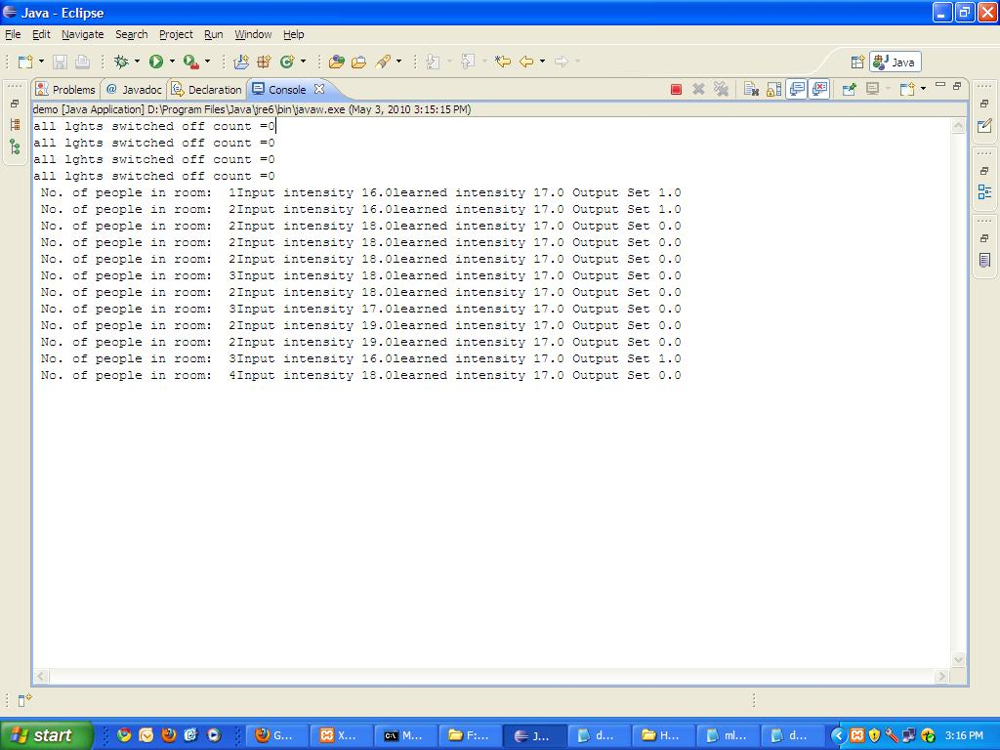 Java - Eclipse
File Edit Navigate Search Project Run Window Help
Java
Problems @ Javadoc Declaration Console
demo [Java Application] D:\Program Files\Java\jre6\bin\javaw.exe (May 3, 2010 3:15:15 PM)
all lghts switched off count =0
all lghts switched off count =0
all lghts switched off count =0
all lghts switched off count =0
No. of people in room:  1Input intensity 16.0learned intensity 17.0 Output Set 1.0
No. of people in room:  2Input intensity 16.0learned intensity 17.0 Output Set 1.0
No. of people in room:  2Input intensity 18.0learned intensity 17.0 Output Set 0.0
No. of people in room:  2Input intensity 18.0learned intensity 17.0 Output Set 0.0
No. of people in room:  2Input intensity 18.0learned intensity 17.0 Output Set 0.0
No. of people in room:  3Input intensity 18.0learned intensity 17.0 Output Set 0.0
No. of people in room:  2Input intensity 18.0learned intensity 17.0 Output Set 0.0
No. of people in room:  3Input intensity 17.0learned intensity 17.0 Output Set 0.0
No. of people in room:  2Input intensity 19.0learned intensity 17.0 Output Set 0.0
No. of people in room:  2Input intensity 19.0learned intensity 17.0 Output Set 0.0
No. of people in room:  3Input intensity 16.0learned intensity 17.0 Output Set 1.0
No. of people in room:  4Input intensity 18.0learned intensity 17.0 Output Set 0.0
start G... X... M... F:... J... d... H... ml... d... 3:16 PM